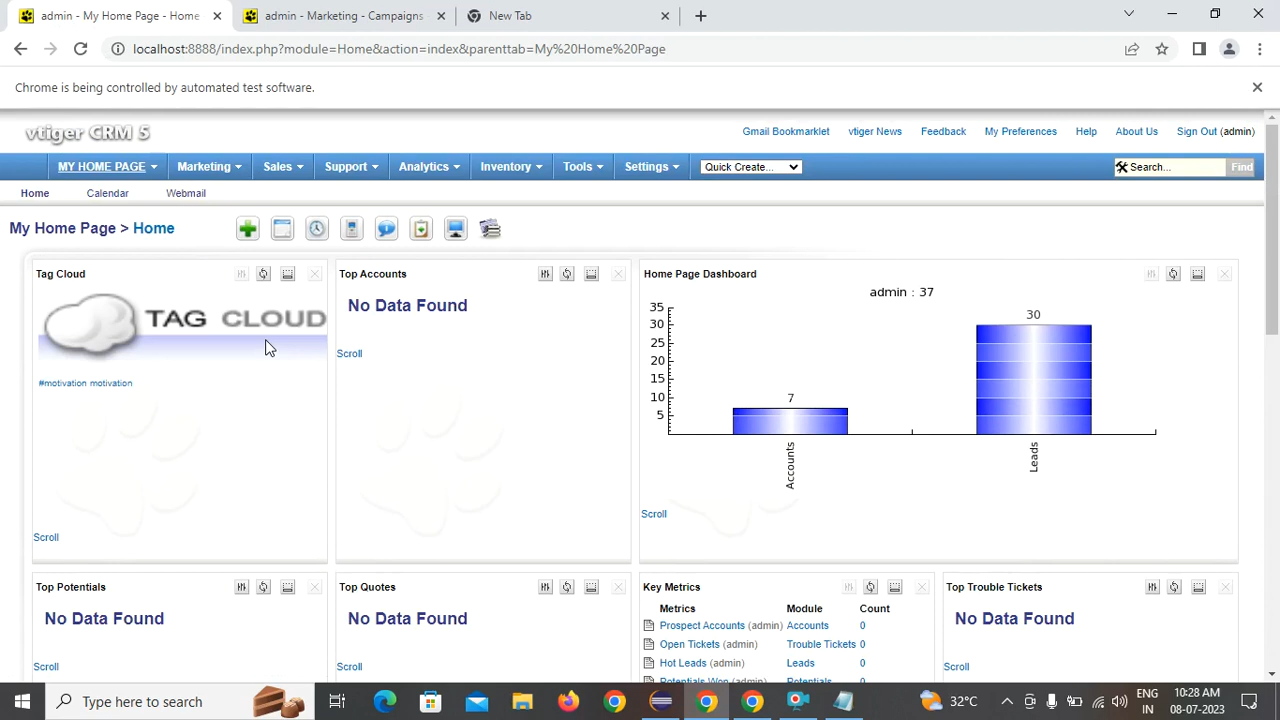 admin - My Home Page - Home
admin - Marketing - Campaigns
New Tab
localhost:8888/index.php?module=Home&action=index&parenttab=My%20Home%20Page
Chrome is being controlled by automated test software.
vtiger CRM 5
Gmail Bookmarklet vtiger News Feedback My Preferences Help About Us Sign Out (admin)
MY HOME PAGE Marketing Sales Support Analytics Inventory Tools Settings Quick Create... Search... Find
Home Calendar Webmail
My Home Page > Home
Tag Cloud
TAG CLOUD
#motivation motivation
Scroll
Top Accounts
No Data Found
Scroll
Home Page Dashboard
admin : 37
35
30
25
20
15
10
5
7
30
Accounts
Leads
Scroll
Top Potentials
No Data Found
Scroll
Top Quotes
No Data Found
Scroll
Key Metrics
Metrics Module Count
Prospect Accounts (admin) Accounts 0
Open Tickets (admin) Trouble Tickets 0
Hot Leads (admin) Leads 0
Potentials Won (admin) Potentials 0
Top Trouble Tickets
No Data Found
Scroll
Type here to search
32°C
ENG
IN
10:28 AM
08-07-2023